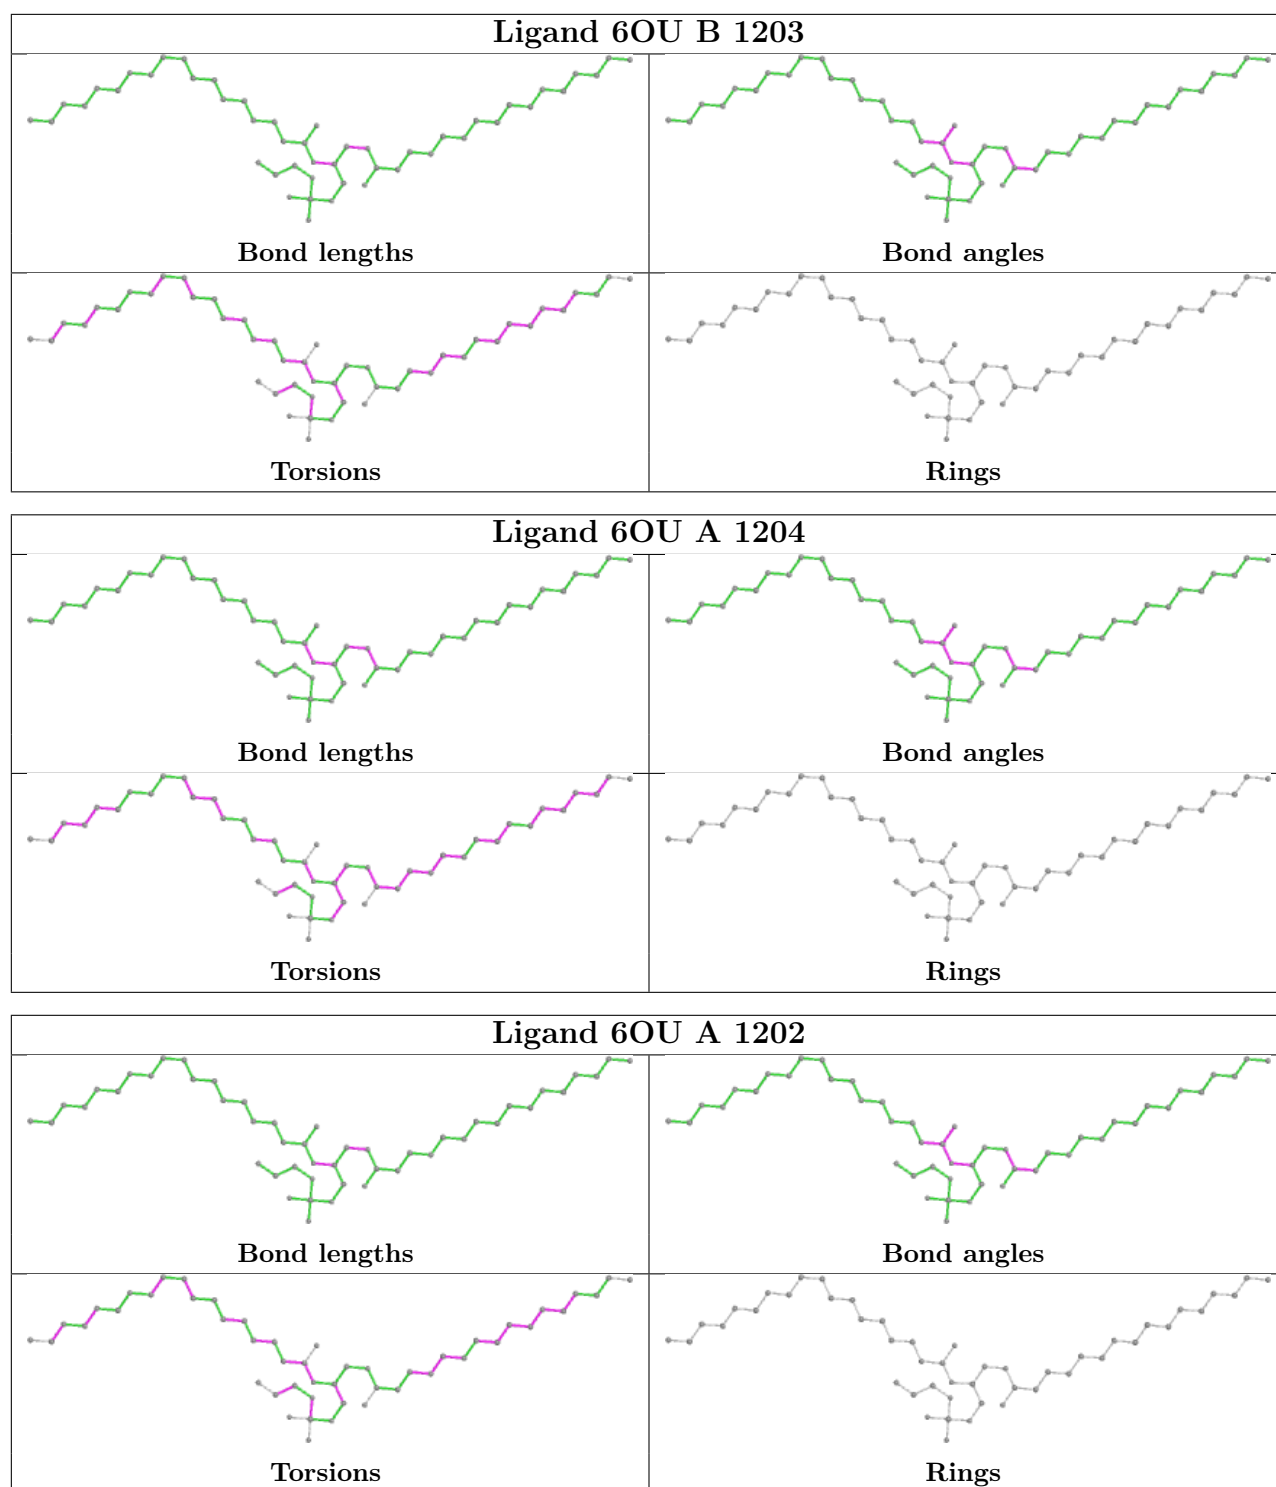 Ligand 6OU B 1203
Bond lengths
Bond angles
Torsions
Rings
Ligand 6OU A 1204
Bond lengths
Bond angles
Torsions
Rings
Ligand 6OU A 1202
Bond lengths
Bond angles
Torsions
Rings